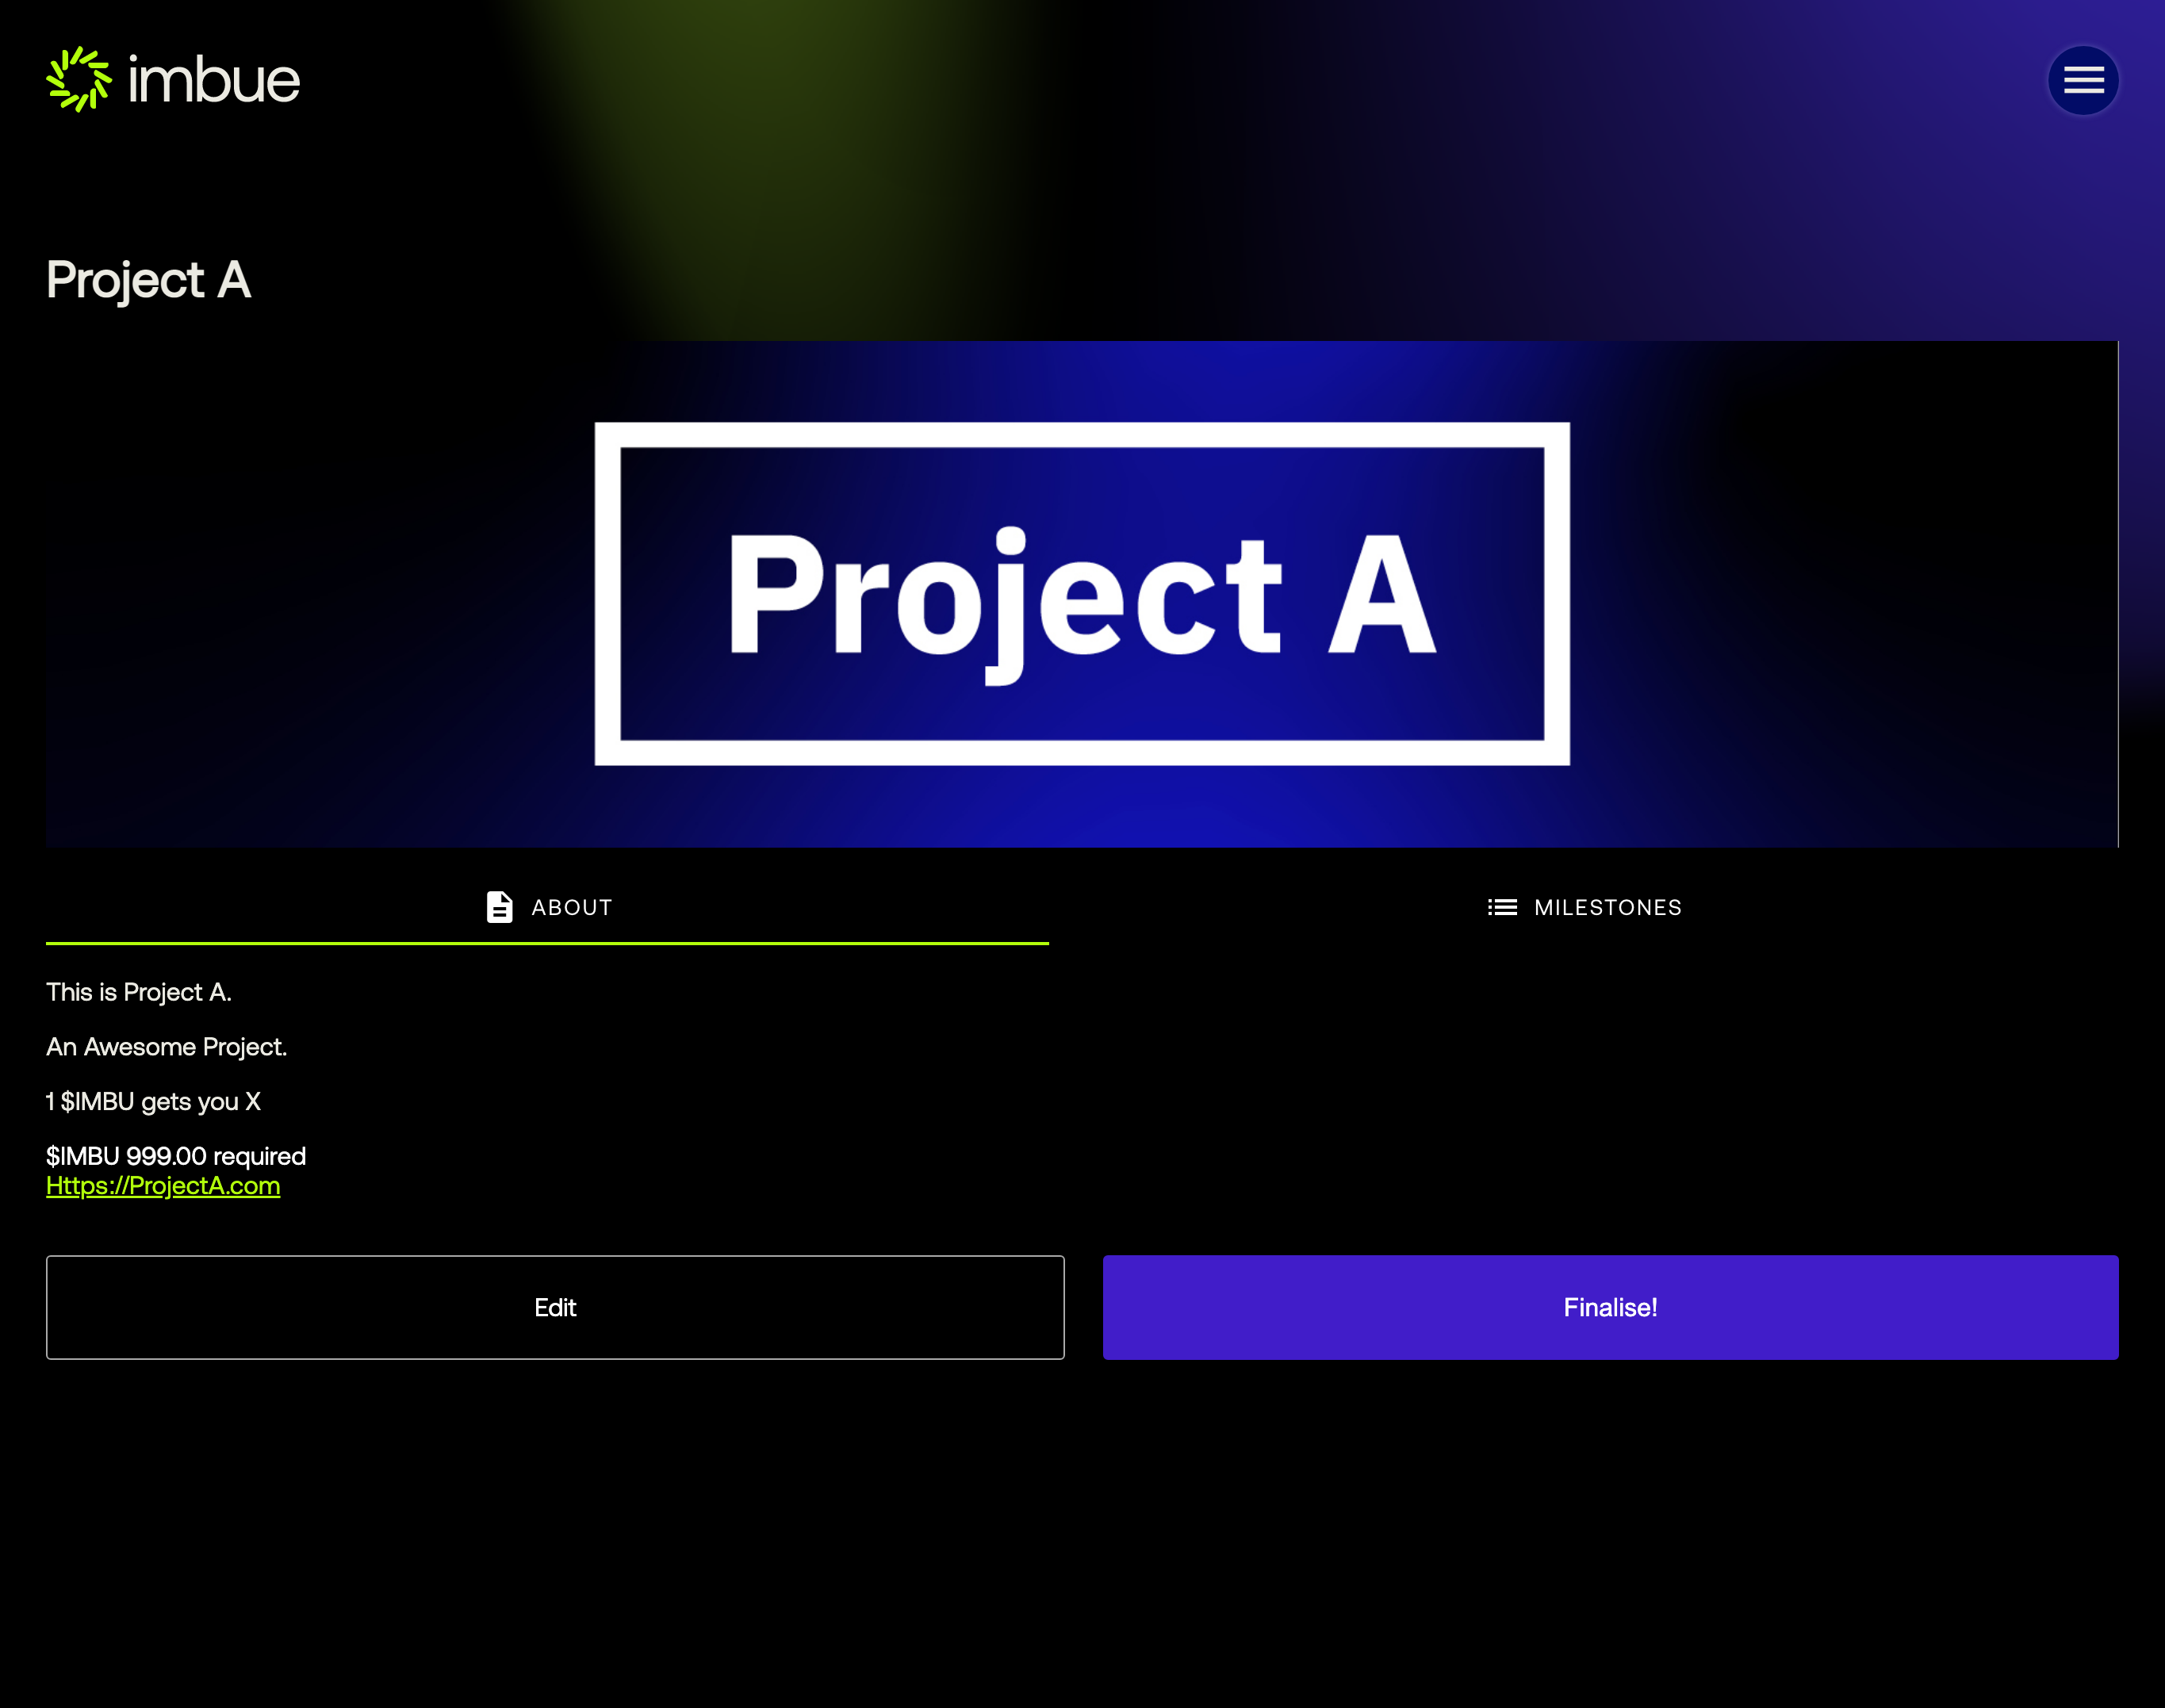 imbue
Project A
Project A
ABOUT
MILESTONES
This is Project A.
An Awesome Project.
1 $IMBU gets you X
$IMBU 999.00 required
Https://ProjectA.com
Edit
Finalise!